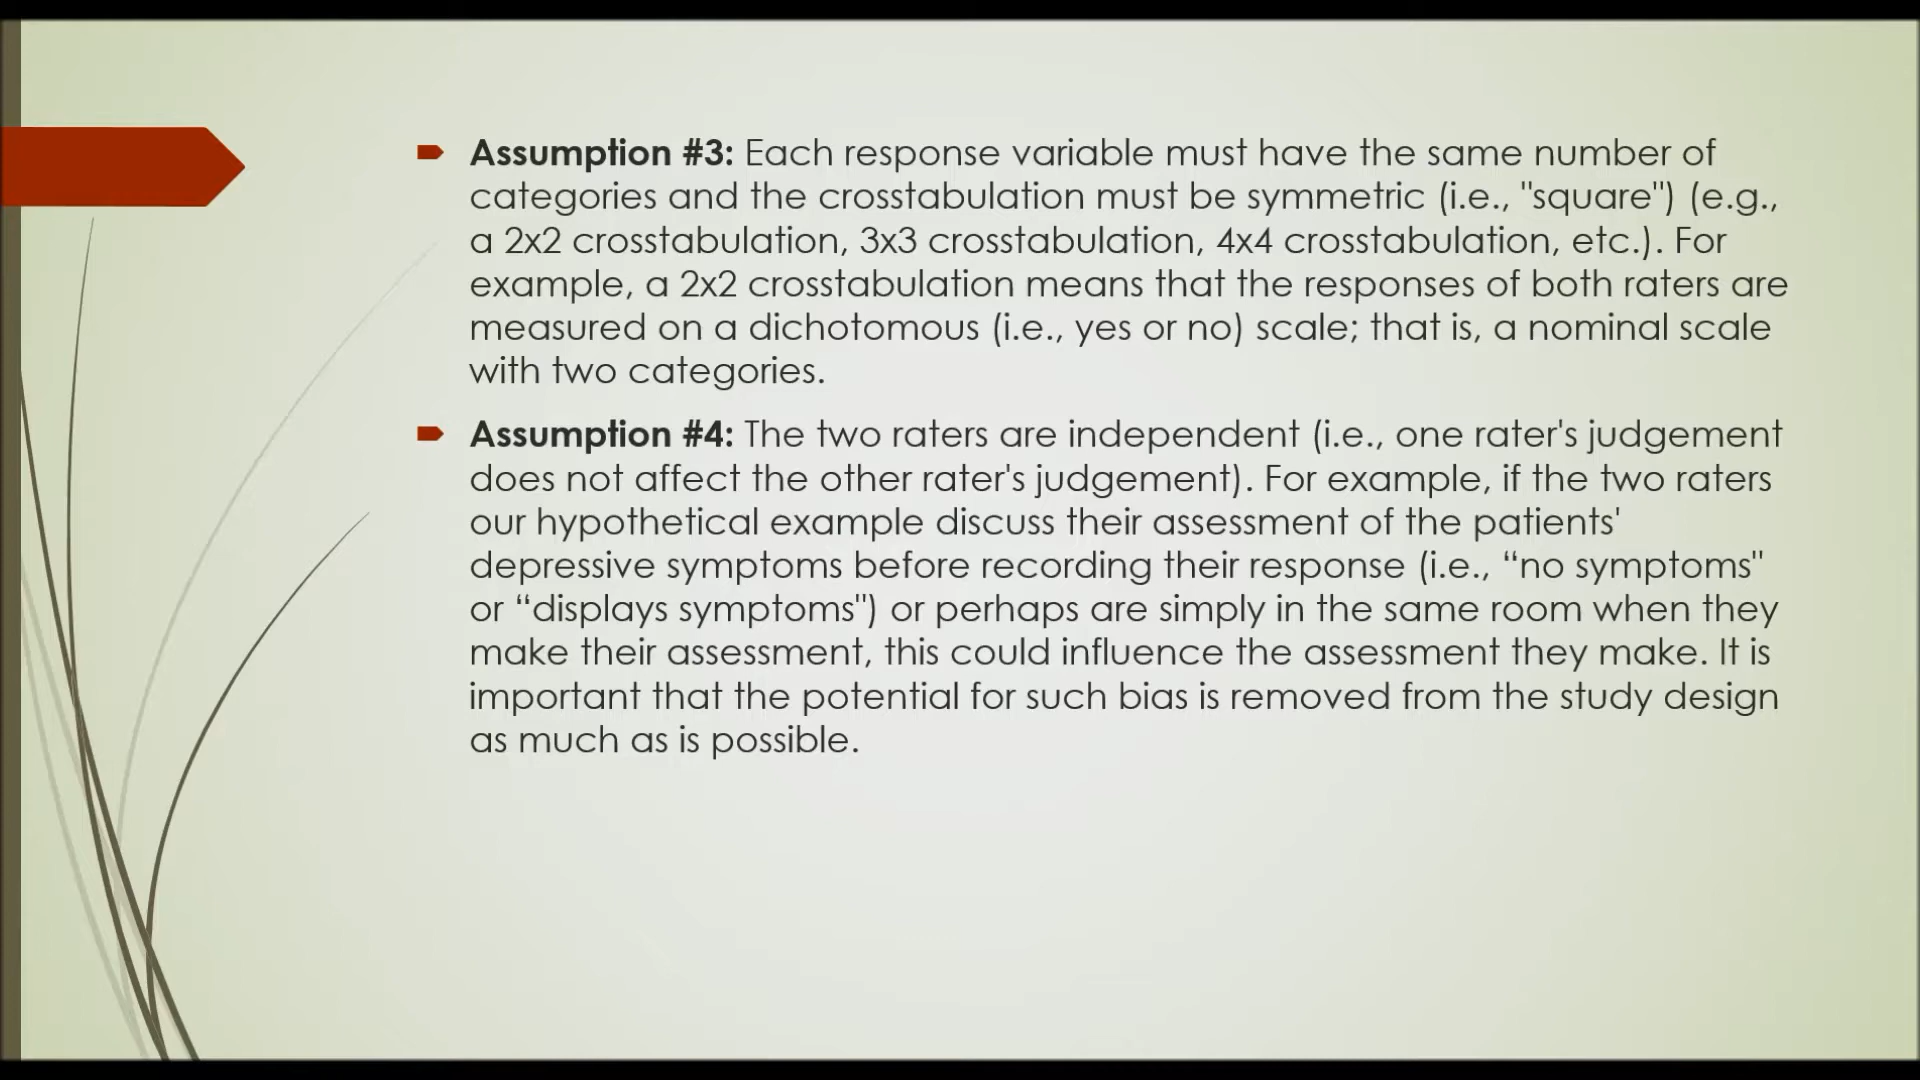 Assumption #3: Each response variable must have the same number of
categories and the crosstabulation must be symmetric (i.e., "square") (e.g.,
a 2x2 crosstabulation, 3x3 crosstabulation, 4x4 crosstabulation, etc.). For
example, a 2x2 crosstabulation means that the responses of both raters are
measured on a dichotomous (i.e., yes or no) scale; that is, a nominal scale
with two categories.
Assumption #4: The two raters are independent (i.e., one rater's judgement
does not affect the other rater's judgement). For example, if the two raters
our hypothetical example discuss their assessment of the patients'
depressive symptoms before recording their response (i.e., “no symptoms"
or “displays symptoms") or perhaps are simply in the same room when they
make their assessment, this could influence the assessment they make. It is
important that the potential for such bias is removed from the study design
as much as is possible.